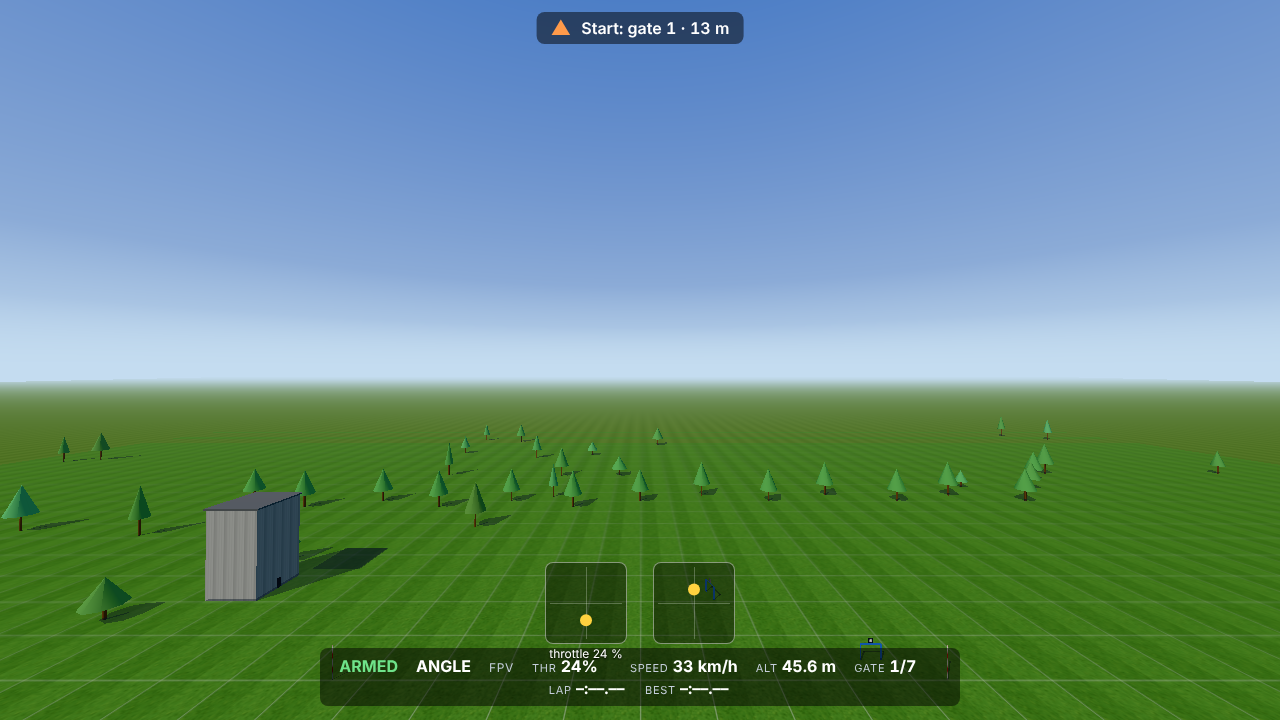 Start: gate 1 · 13 m
throttle 24 %
ARMED ANGLE FPV THR 24% SPEED 33 km/h ALT 45.6 m GATE 1/7
LAP –:––.–– BEST –:––.––